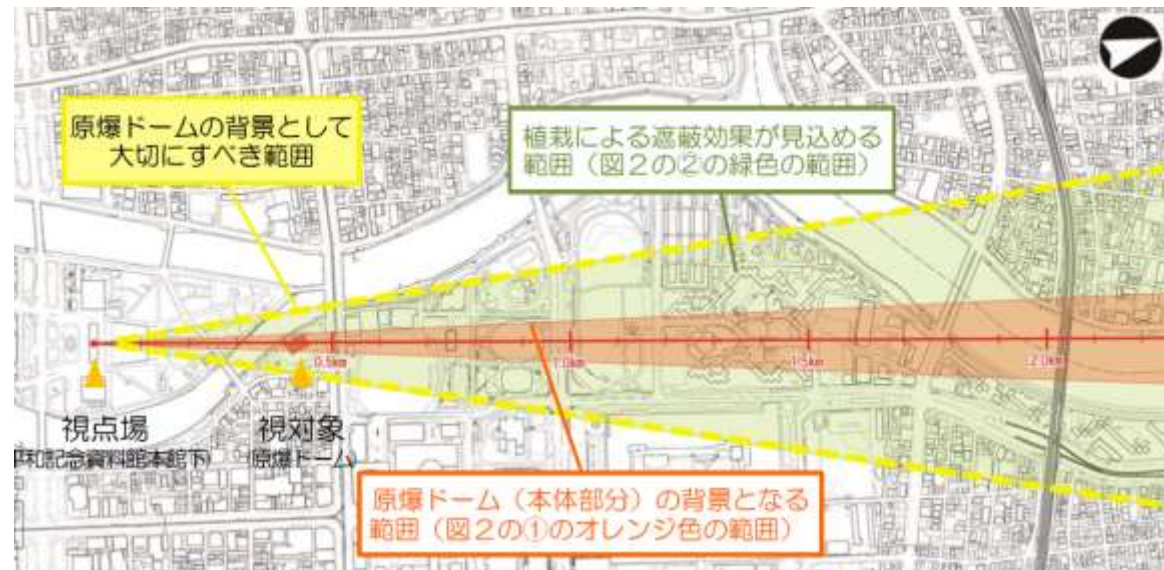 原爆ドームの背景として
大切にすべき範囲
植栽による遮蔽効果が見込める
範囲（図２の②の緑色の範囲）
0.5km
1.0km
1.5km
2.0km
視点場
平和記念資料館本館下)
視対象
(原爆ドーム)
原爆ドーム（本体部分）の背景となる
範囲（図２の①のオレンジ色の範囲）